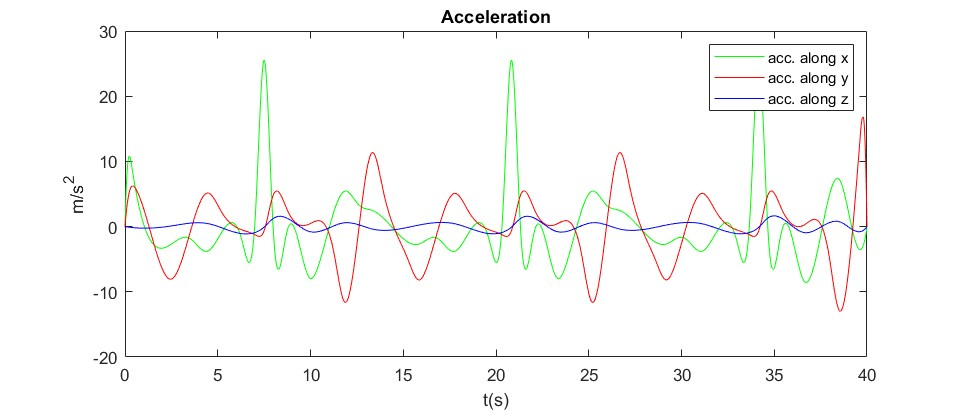 Acceleration
30
20
10
0
-10
-20
m/s²
acc. along x
acc. along y
acc. along z
0 5 10 15 20 25 30 35 40
t(s)